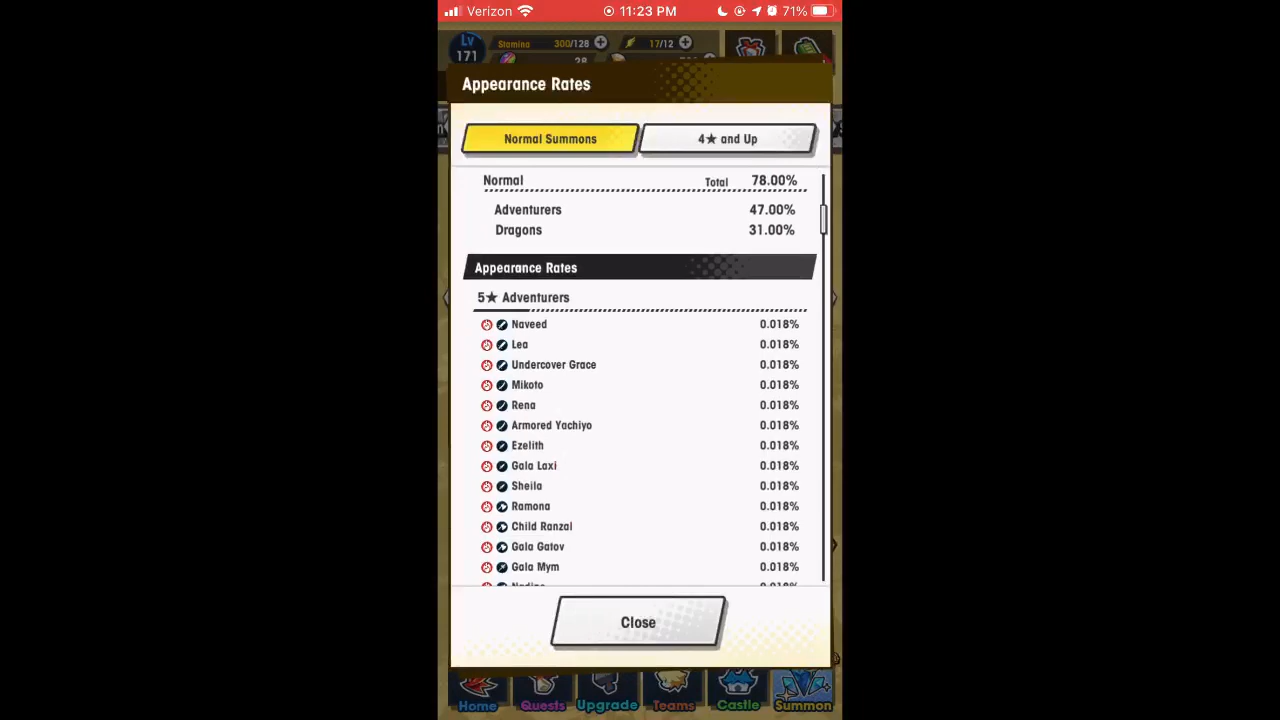 Verizon 11:23 PM 71%
Lv Stamina 300/128 17/12
171 28
Appearance Rates
Normal Summons 4★ and Up
Normal Total 78.00%
Adventurers 47.00%
Dragons 31.00%
Appearance Rates
5★ Adventurers
Naveed 0.018%
Lea 0.018%
Undercover Grace 0.018%
Mikoto 0.018%
Rena 0.018%
Armored Yachiyo 0.018%
Ezelith 0.018%
Gala Laxi 0.018%
Sheila 0.018%
Ramona 0.018%
Child Ranzal 0.018%
Gala Gatov 0.018%
Gala Mym 0.018%
Nadine 0.018%
Close
Home Quests Upgrade Teams Castle Summon